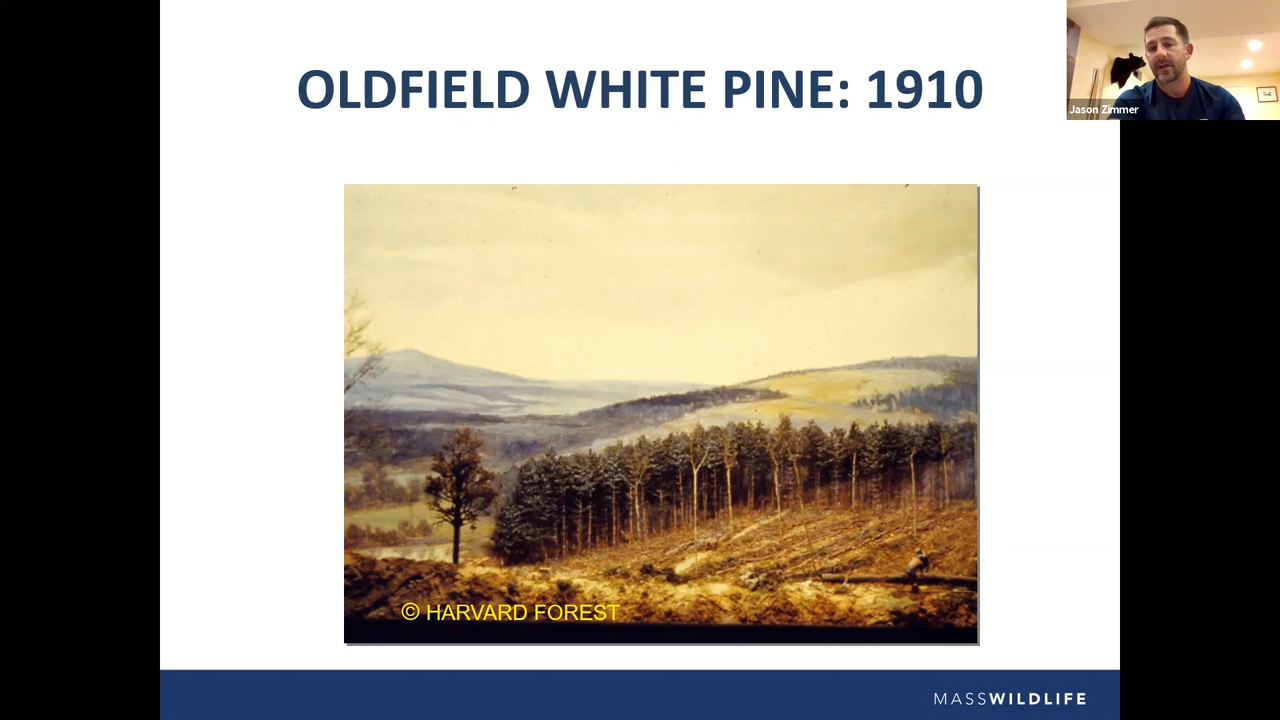 OLDFIELD WHITE PINE: 1910
Jason Zimmer
© HARVARD FOREST
MASSWILDLIFE